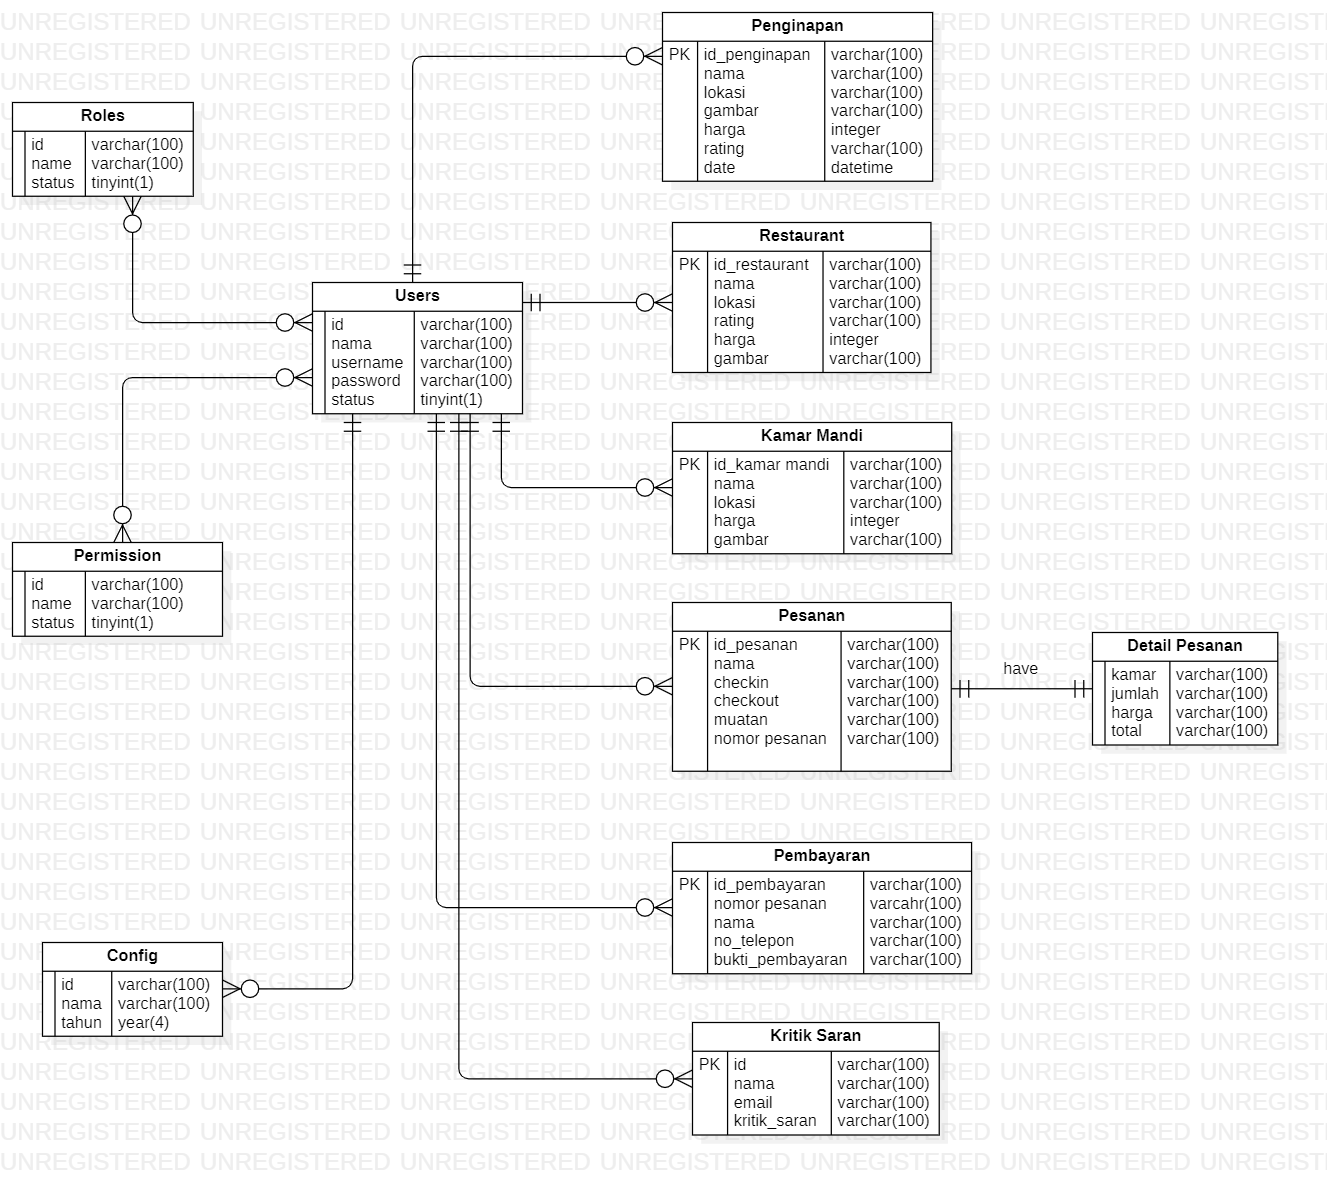 Penginapan
PK id_penginapan varchar(100)
nama varchar(100)
lokasi varchar(100)
gambar varchar(100)
harga integer
rating varchar(100)
date datetime
Roles
id varchar(100)
name varchar(100)
status tinyint(1)
Restaurant
PK id_restaurant varchar(100)
nama varchar(100)
lokasi varchar(100)
rating varchar(100)
harga integer
gambar varchar(100)
Users
id varchar(100)
nama varchar(100)
username varchar(100)
password varchar(100)
status tinyint(1)
Kamar Mandi
PK id_kamar mandi varchar(100)
nama varchar(100)
lokasi varchar(100)
harga integer
gambar varchar(100)
Permission
id varchar(100)
name varchar(100)
status tinyint(1)
Pesanan
PK id_pesanan varchar(100)
nama varchar(100)
checkin varchar(100)
checkout varchar(100)
muatan varchar(100)
nomor pesanan varchar(100)
have
Detail Pesanan
kamar varchar(100)
jumlah varchar(100)
harga varchar(100)
total varchar(100)
Pembayaran
PK id_pembayaran varchar(100)
nomor pesanan varcahr(100)
nama varchar(100)
no_telepon varchar(100)
bukti_pembayaran varchar(100)
Config
id varchar(100)
nama varchar(100)
tahun year(4)
Kritik Saran
PK id varchar(100)
nama varchar(100)
email varchar(100)
kritik_saran varchar(100)
UNREGISTERED